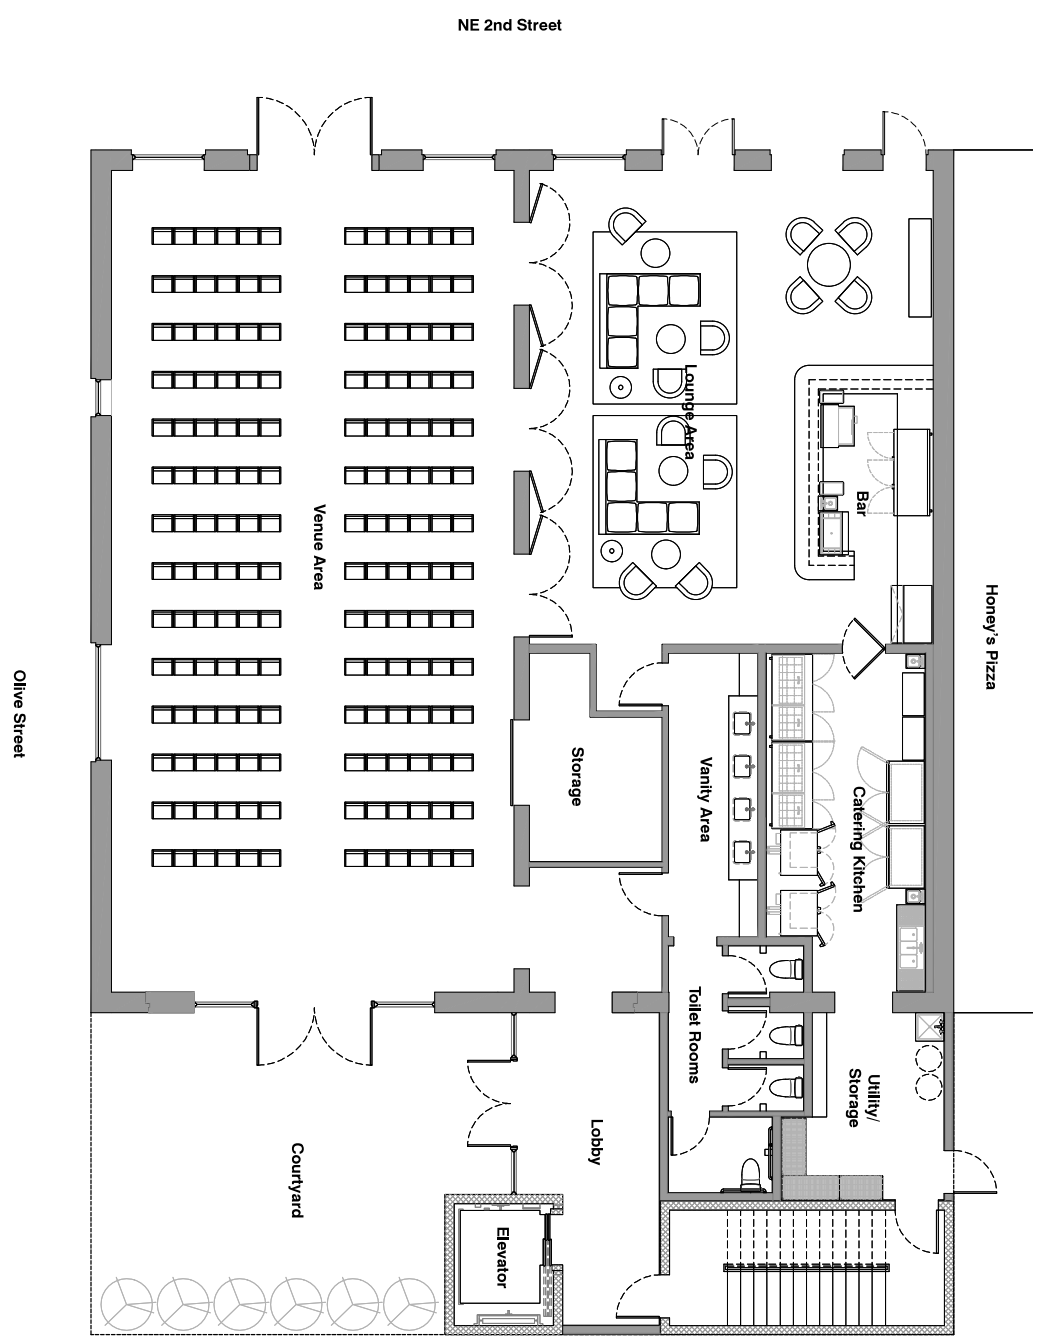 NE 2nd Street
Lounge Area
Bar
Venue Area
Honey's Pizza
Olive Street
Storage
Vanity Area
Catering Kitchen
Toilet Rooms
Utility/
Storage
Lobby
Courtyard
Elevator